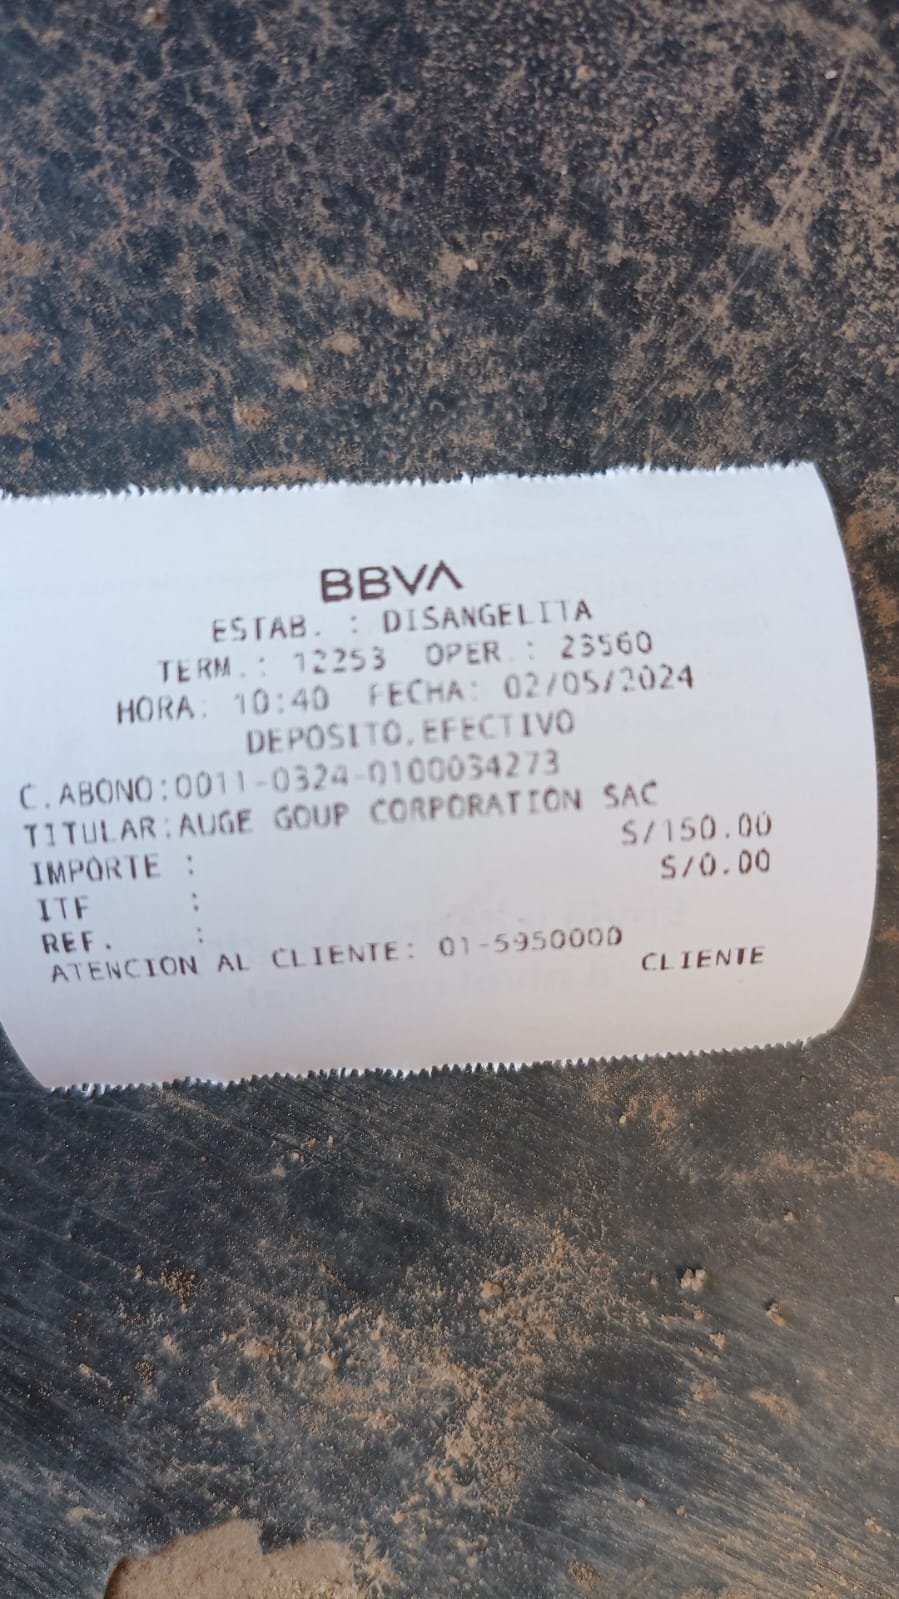 BBVA
ESTAB. : DISANGELITA
TERM.: 12253 OPER.: 23560
HORA: 10:40 FECHA: 02/05/2024
DEPOSITO.EFECTIVO
C.ABONO:0011-0324-0100034273
TITULAR:AUGE GOUP CORPORATION SAC
IMPORTE : S/150.00
ITF : S/0.00
REF. :
ATENCION AL CLIENTE: 01-5950000
CLIENTE